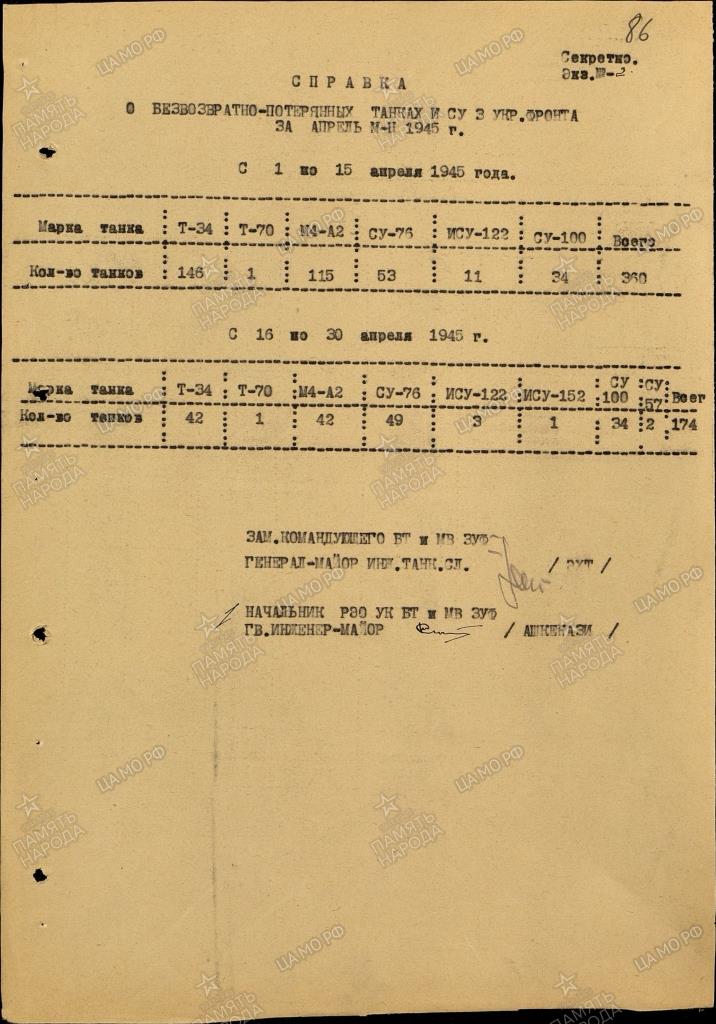 86
Секретно.
Экз.№-2
СПРАВКА
О БЕЗВОЗВРАТНО-ПОТЕРЯННЫХ ТАНКАХ И СУ 3 УКР.ФРОНТА
ЗА АПРЕЛЬ М-Ц 1945 г.
С 1 по 15 апреля 1945 года.
Марка танка : Т-34 : Т-70 : М4-А2 : СУ-76 : ИСУ-122 : СУ-100 : Всего
Кол-во танков : 146 : 1 : 115 : 53 : 11 : 34 : 360
С 16 по 30 апреля 1945 г.
Марка танка : Т-34 : Т-70 : М4-А2 : СУ-76 : ИСУ-122 : ИСУ-152 : СУ 100 : СУ 57 : Всег
Кол-во танков : 42 : 1 : 42 : 49 : 3 : 1 : 34 : 2 : 174
ЗАМ.КОМАНДУЮЩЕГО БТ и МВ 3УФ
ГЕНЕРАЛ-МАЙОР ИНЖ.ТАНК.СЛ. / /
НАЧАЛЬНИК РЭО УК БТ и МВ 3УФ
ГВ.ИНЖЕНЕР-МАЙОР / АШКЕНАЗИ /